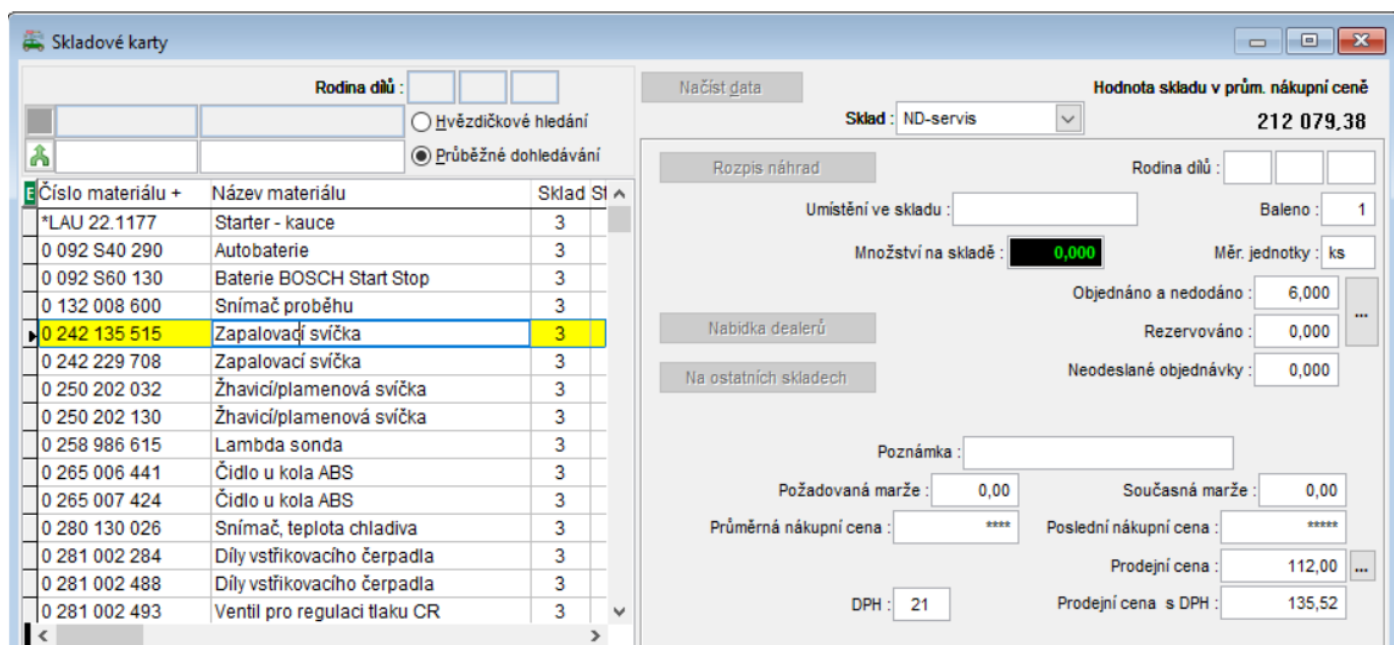 Skladové karty
Rodina dílů :
Hvězdičkové hledání
Průběžné dohledávání
E Číslo materiálu + Název materiálu Sklad St
*LAU 22.1177 Starter - kauce 3
0 092 S40 290 Autobaterie 3
0 092 S60 130 Baterie BOSCH Start Stop 3
0 132 008 600 Snímač proběhu 3
0 242 135 515 Zapalovací svíčka 3
0 242 229 708 Zapalovací svíčka 3
0 250 202 032 Žhavicí/plamenová svíčka 3
0 250 202 130 Žhavicí/plamenová svíčka 3
0 258 986 615 Lambda sonda 3
0 265 006 441 Čidlo u kola ABS 3
0 265 007 424 Čidlo u kola ABS 3
0 280 130 026 Snímač, teplota chladiva 3
0 281 002 284 Díly vstřikovacího čerpadla 3
0 281 002 488 Díly vstřikovacího čerpadla 3
0 281 002 493 Ventil pro regulaci tlaku CR 3
Načíst data Hodnota skladu v prům. nákupní ceně
Sklad : ND-servis 212 079,38
Rozpis náhrad Rodina dílů :
Umístění ve skladu : Baleno : 1
Množství na skladě : 0,000 Měr. jednotky : ks
Objednáno a nedodáno : 6,000 ...
Nabídka dealerů Rezervováno : 0,000
Na ostatních skladech Neodeslané objednávky : 0,000
Poznámka :
Požadovaná marže : 0,00 Současná marže : 0,00
Průměrná nákupní cena : **** Poslední nákupní cena : *****
Prodejní cena : 112,00 ...
DPH : 21 Prodejní cena s DPH : 135,52